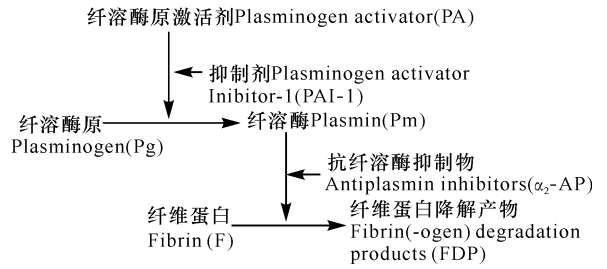 纤溶酶原激活剂Plasminogen activator(PA)
抑制剂Plasminogen activator
Inibitor-1(PAI-1)
纤溶酶原
Plasminogen(Pg)
纤溶酶Plasmin(Pm)
抗纤溶酶抑制物
Antiplasmin inhibitors(α₂-AP)
纤维蛋白
Fibrin(F)
纤维蛋白降解产物
Fibrin(-ogen) degradation
products (FDP)